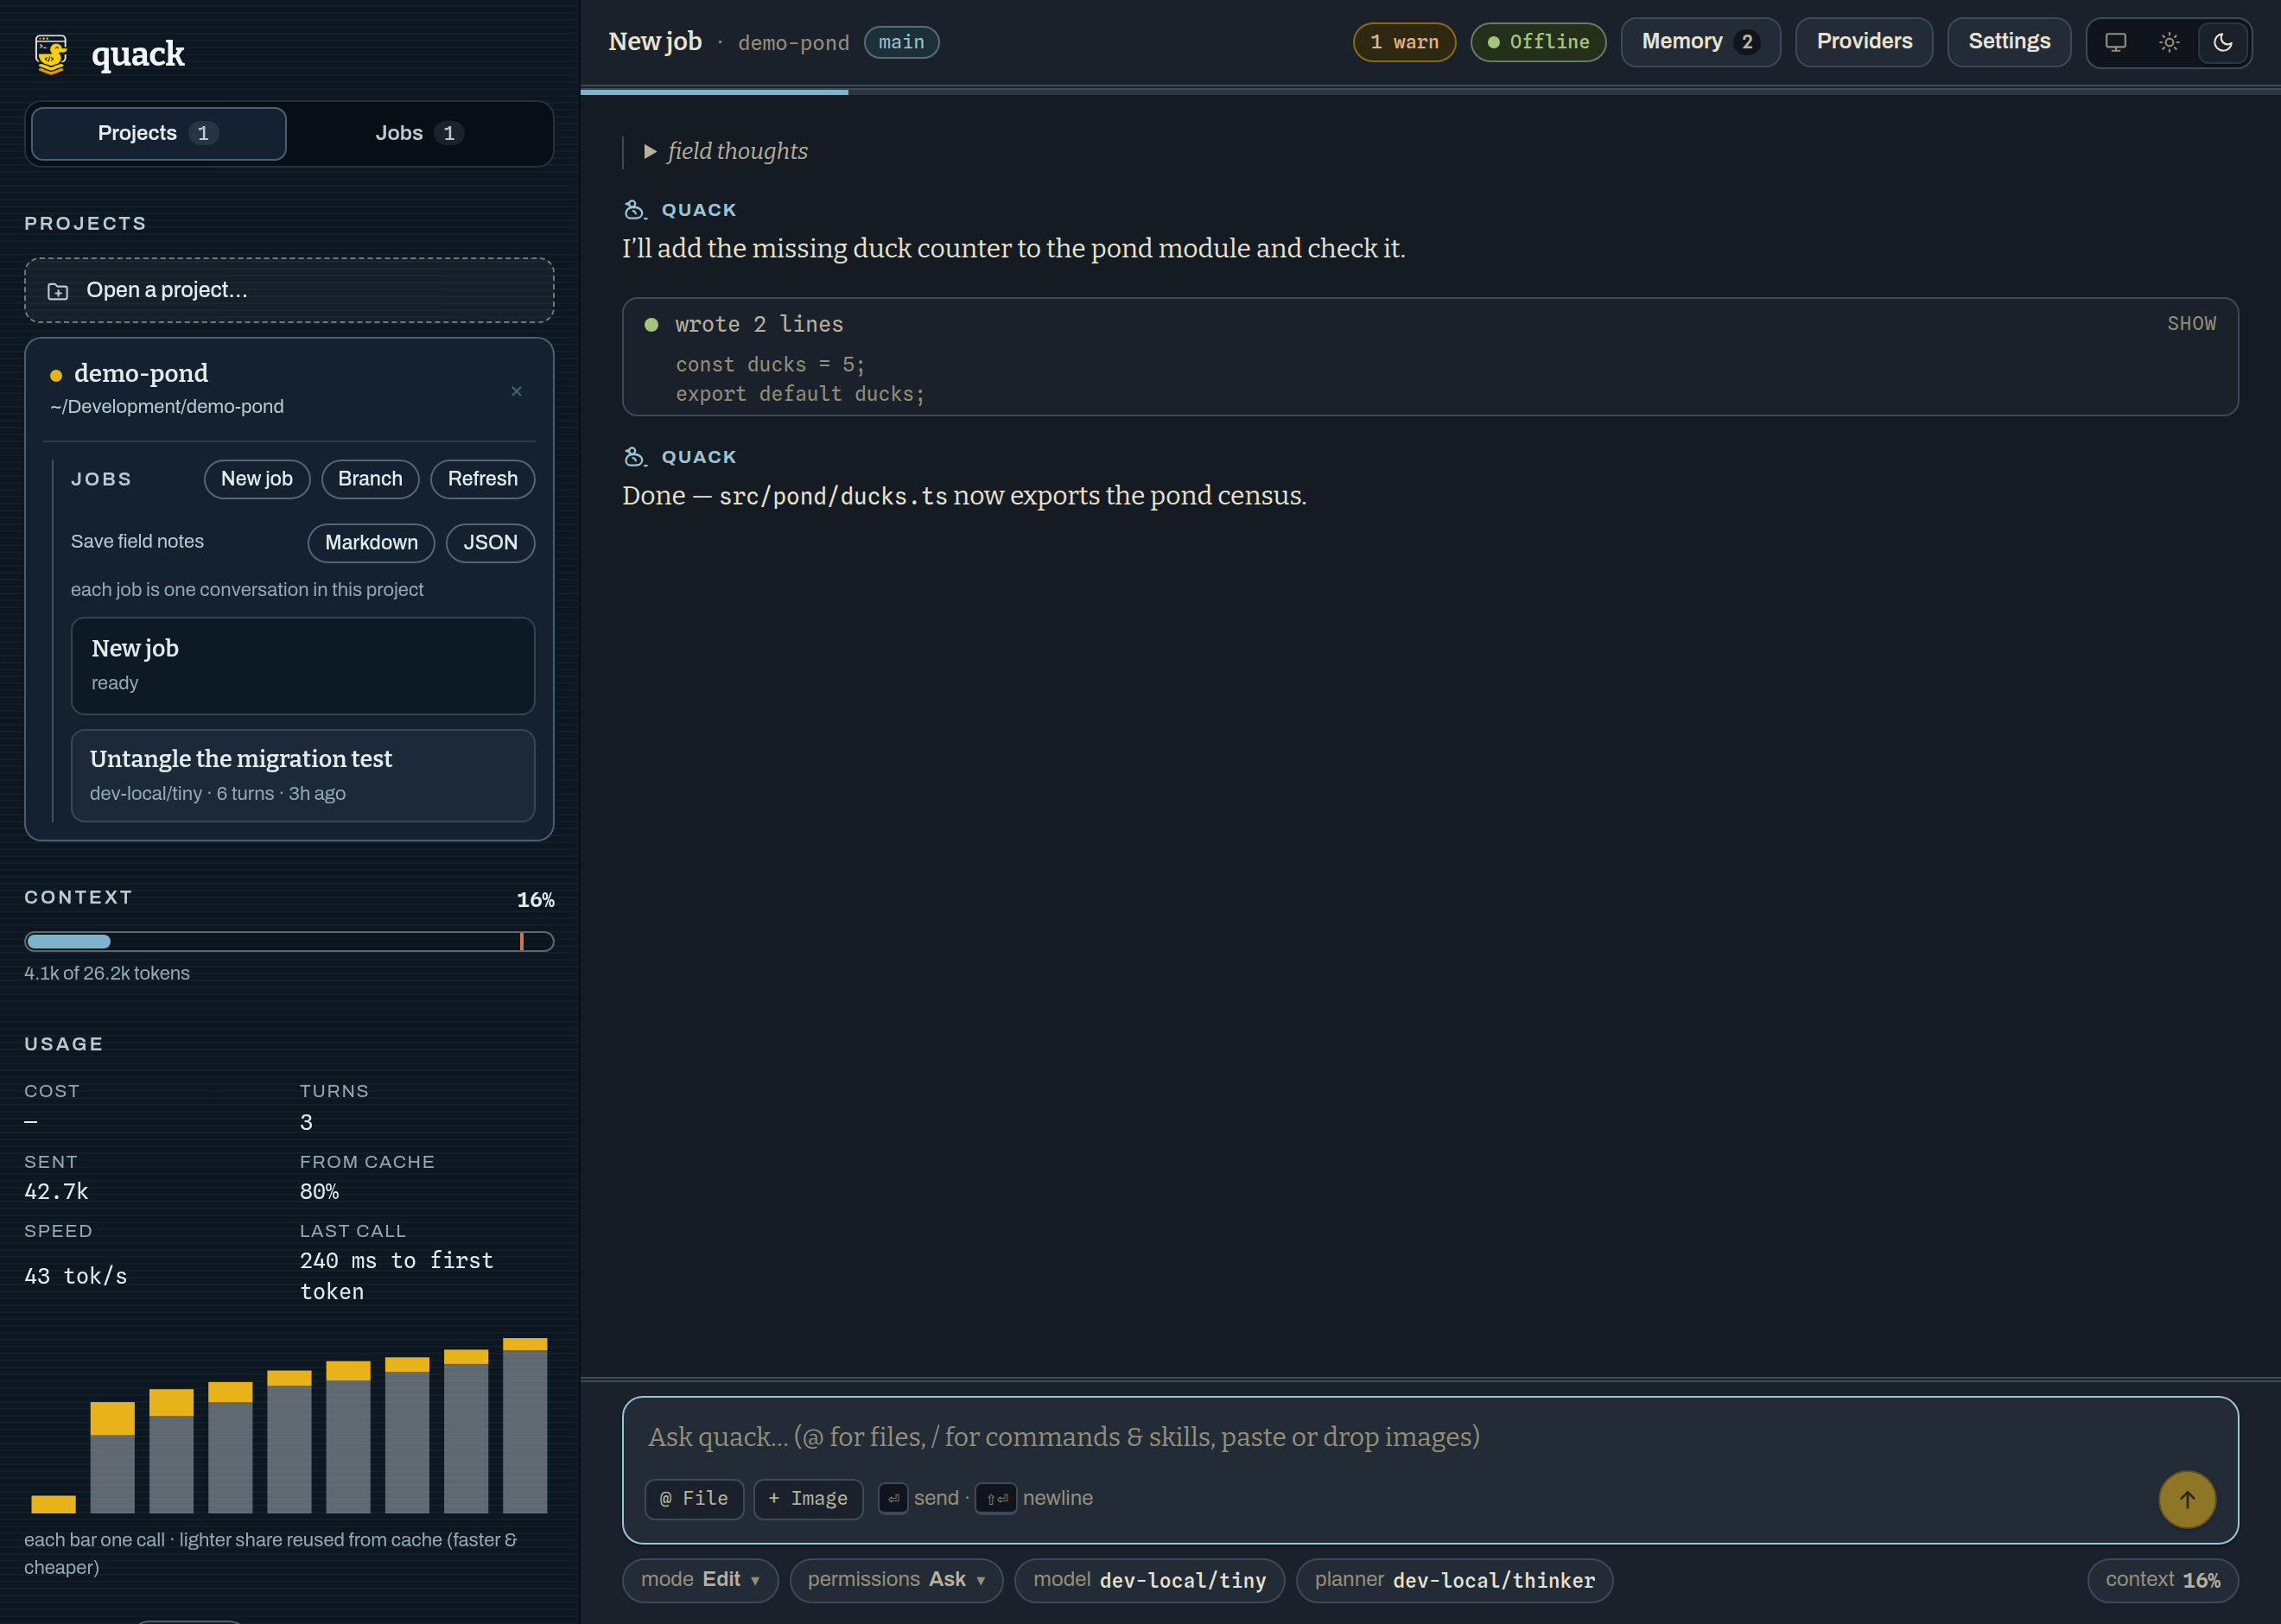 quack
Projects 1
Jobs 1
PROJECTS
Open a project…
demo-pond
~/Development/demo-pond
×
JOBS
New job
Branch
Refresh
Save field notes
Markdown
JSON
each job is one conversation in this project
New job
ready
Untangle the migration test
dev-local/tiny · 6 turns · 3h ago
CONTEXT
16%
4.1k of 26.2k tokens
USAGE
COST
TURNS
—
3
SENT
FROM CACHE
42.7k
80%
SPEED
LAST CALL
43 tok/s
240 ms to first
token
each bar one call · lighter share reused from cache (faster &
cheaper)
New job · demo-pond main
1 warn
Offline
Memory 2
Providers
Settings
▶ field thoughts
QUACK
I’ll add the missing duck counter to the pond module and check it.
wrote 2 lines
SHOW
const ducks = 5;
export default ducks;
QUACK
Done — src/pond/ducks.ts now exports the pond census.
Ask quack… (@ for files, / for commands & skills, paste or drop images)
@ File
+ Image
⏎ send · ⇧⏎ newline
mode Edit ▾
permissions Ask ▾
model dev-local/tiny
planner dev-local/thinker
context 16%